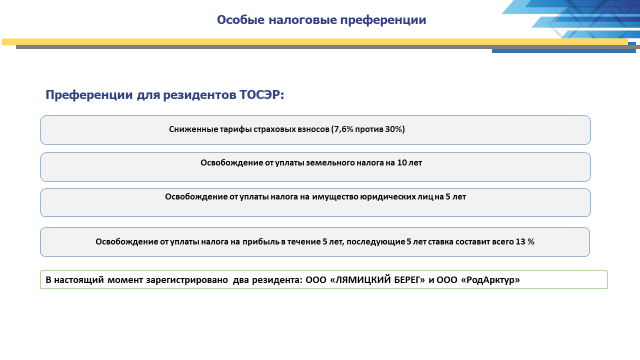 Особые налоговые преференции
Преференции для резидентов ТОСЭР:
Сниженные тарифы страховых взносов (7,6% против 30%)
Освобождение от уплаты земельного налога на 10 лет
Освобождение от уплаты налога на имущество юридических лиц на 5 лет
Освобождение от уплаты налога на прибыль в течение 5 лет, последующие 5 лет ставка составит всего 13 %
В настоящий момент зарегистрировано два резидента: ООО «ЛЯМИЦКИЙ БЕРЕГ» и ООО «РодАрктур»